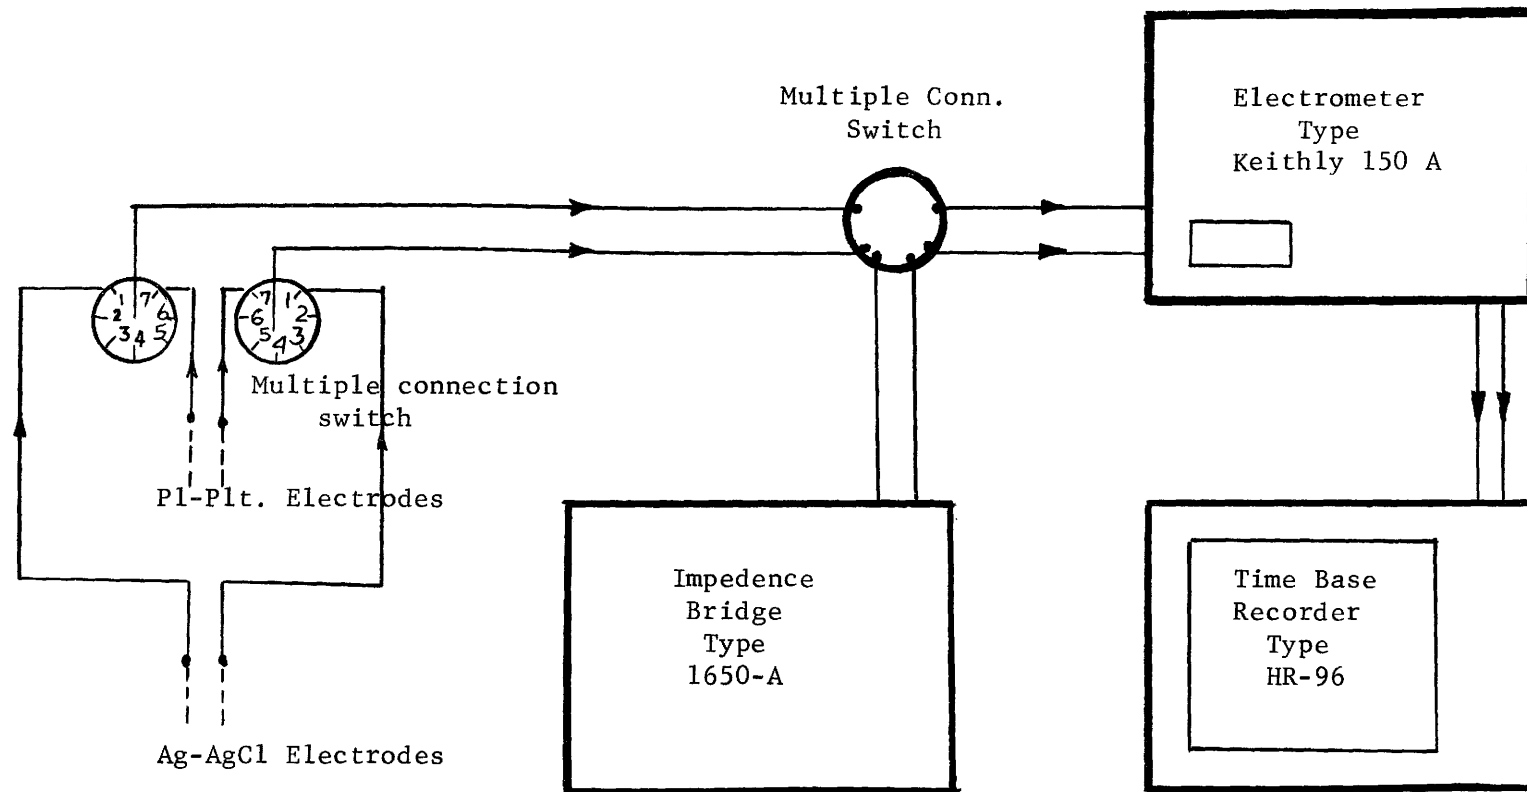 Multiple Conn.
Switch
Electrometer
Type
Keithly 150 A
1 7
2 6
3 4 5
7 1
6 2
5 4 3
Multiple connection
switch
Pl-Plt. Electrodes
Impedence
Bridge
Type
1650-A
Time Base
Recorder
Type
HR-96
Ag-AgCl Electrodes